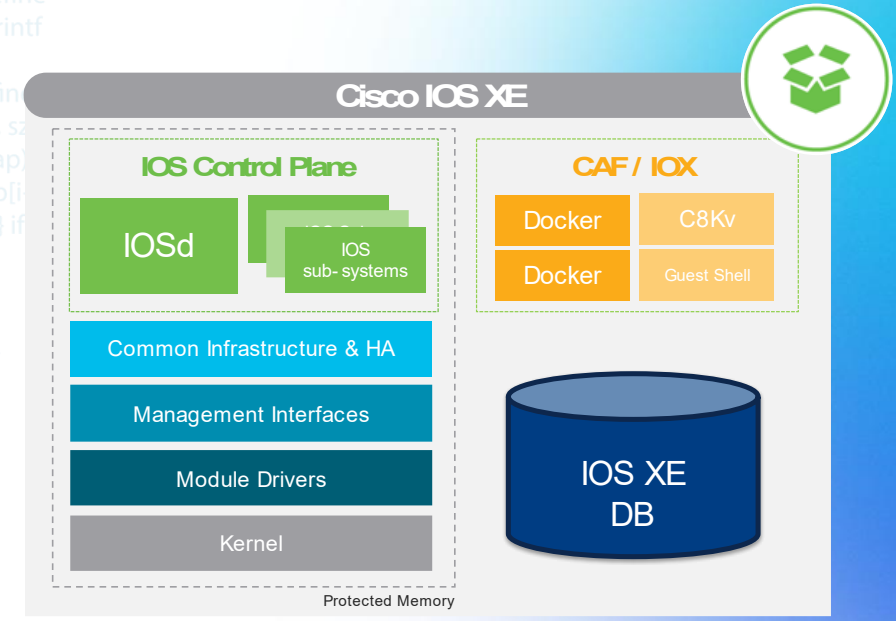 rintf
Cisco IOS XE
IOS Control Plane
IOSd
IOS
sub- systems
CAF / IOX
Docker
C8Kv
Docker
Guest Shell
Common Infrastructure & HA
Management Interfaces
Module Drivers
Kernel
IOS XE
DB
Protected Memory